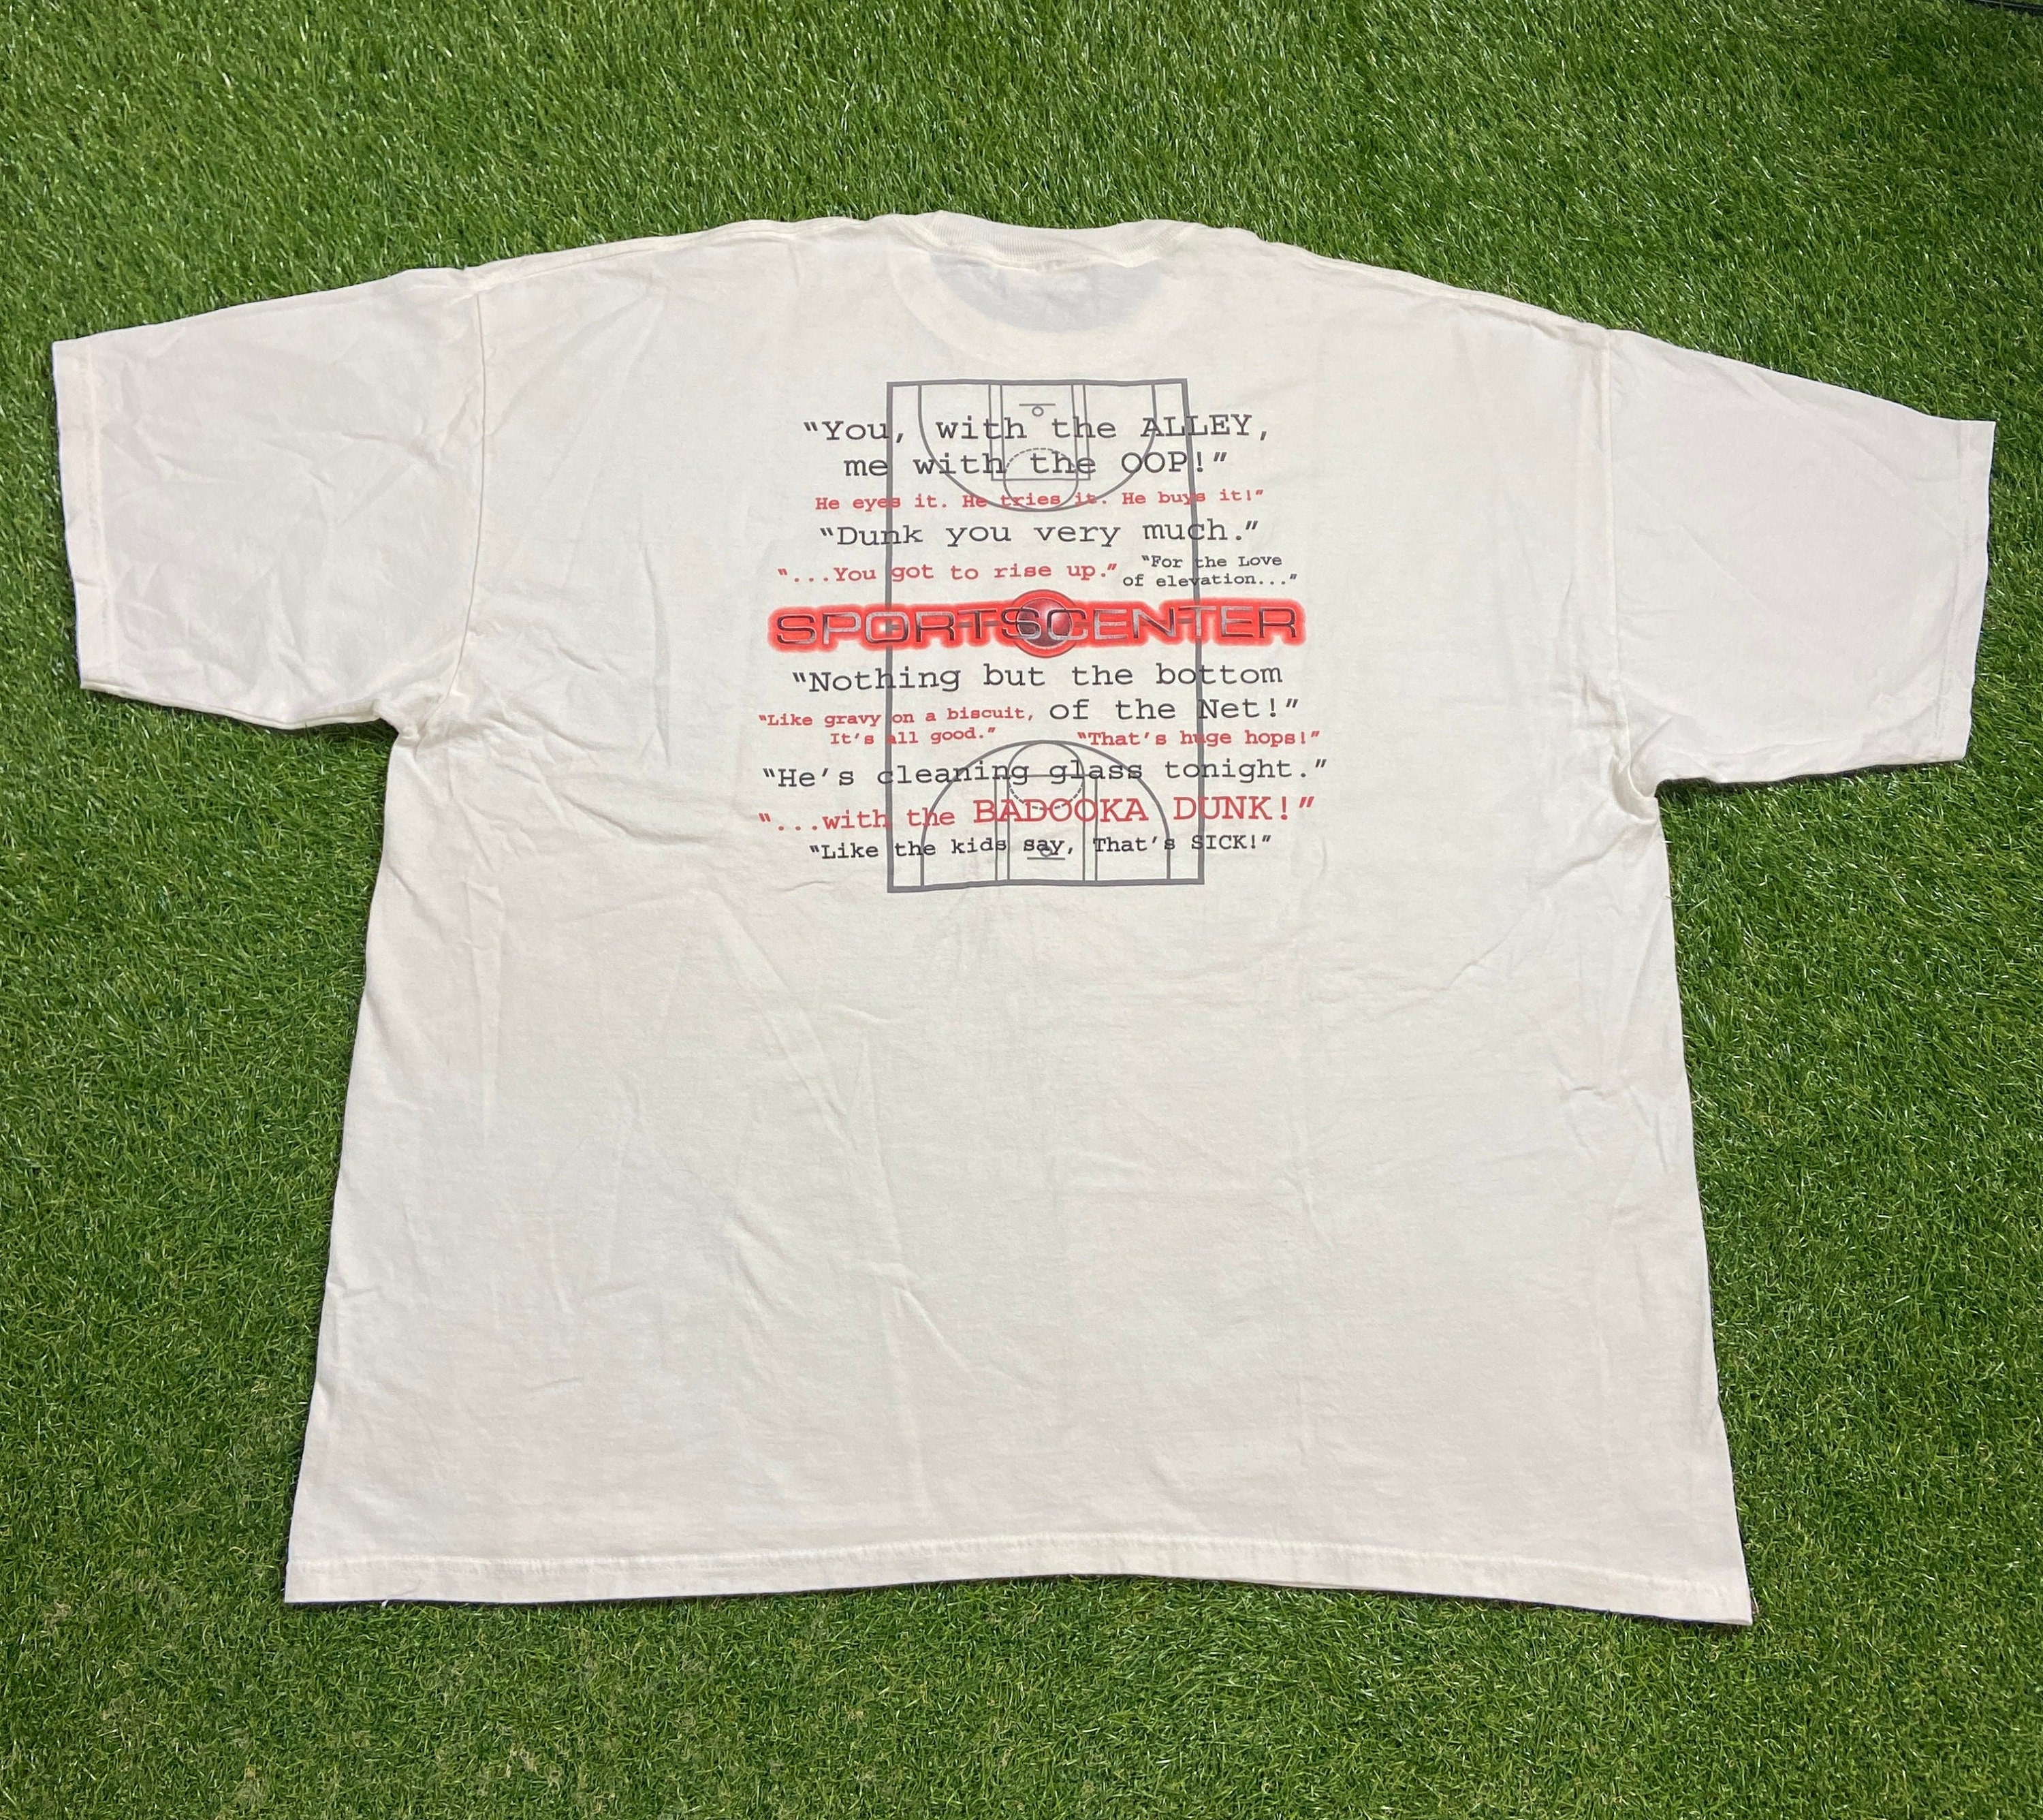 “You, with the ALLEY,
me with the OOP!”
He eyes it. He tries it. He buys it!”
“Dunk you very much.”
“...You got to rise up.”
“For the Love
of elevation...”
SPORTSCENTER
“Nothing but the bottom
of the Net!”
“Like gravy on a biscuit,
It’s all good.”
“That’s huge hops!”
“He’s cleaning glass tonight.”
“...with the BADOOKA DUNK!”
“Like the kids say, That’s SICK!”